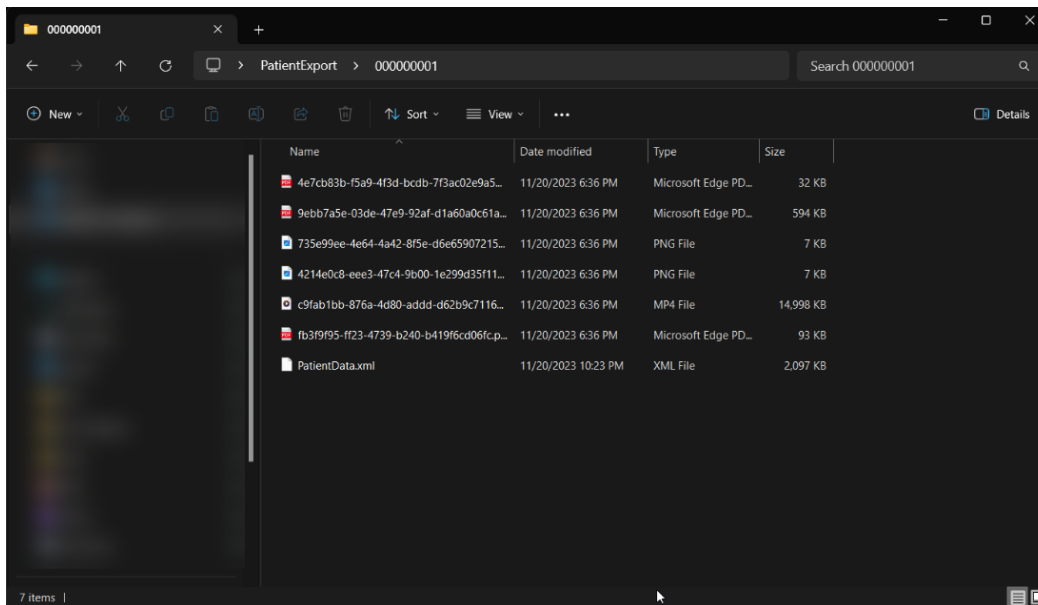 000000001
PatientExport > 000000001 Search 000000001
New Sort View ...
Details
Name Date modified Type Size
4e7cb83b-f5a9-4f3d-bcdb-7f3ac02e9a5... 11/20/2023 6:36 PM Microsoft Edge PD... 32 KB
9ebb7a5e-03de-47e9-92af-d1a60a0c61a... 11/20/2023 6:36 PM Microsoft Edge PD... 594 KB
735e99ee-4e64-4a42-8f5e-d6e65907215... 11/20/2023 6:36 PM PNG File 7 KB
4214e0c8-eee3-47c4-9b00-1e299d35f11... 11/20/2023 6:36 PM PNG File 7 KB
c9fab1bb-876a-4d80-addd-d62b9c7116... 11/20/2023 6:36 PM MP4 File 14,998 KB
fb3f9f95-ff23-4739-b240-b419f6cd06fc.p... 11/20/2023 6:36 PM Microsoft Edge PD... 93 KB
PatientData.xml 11/20/2023 10:23 PM XML File 2,097 KB
7 items